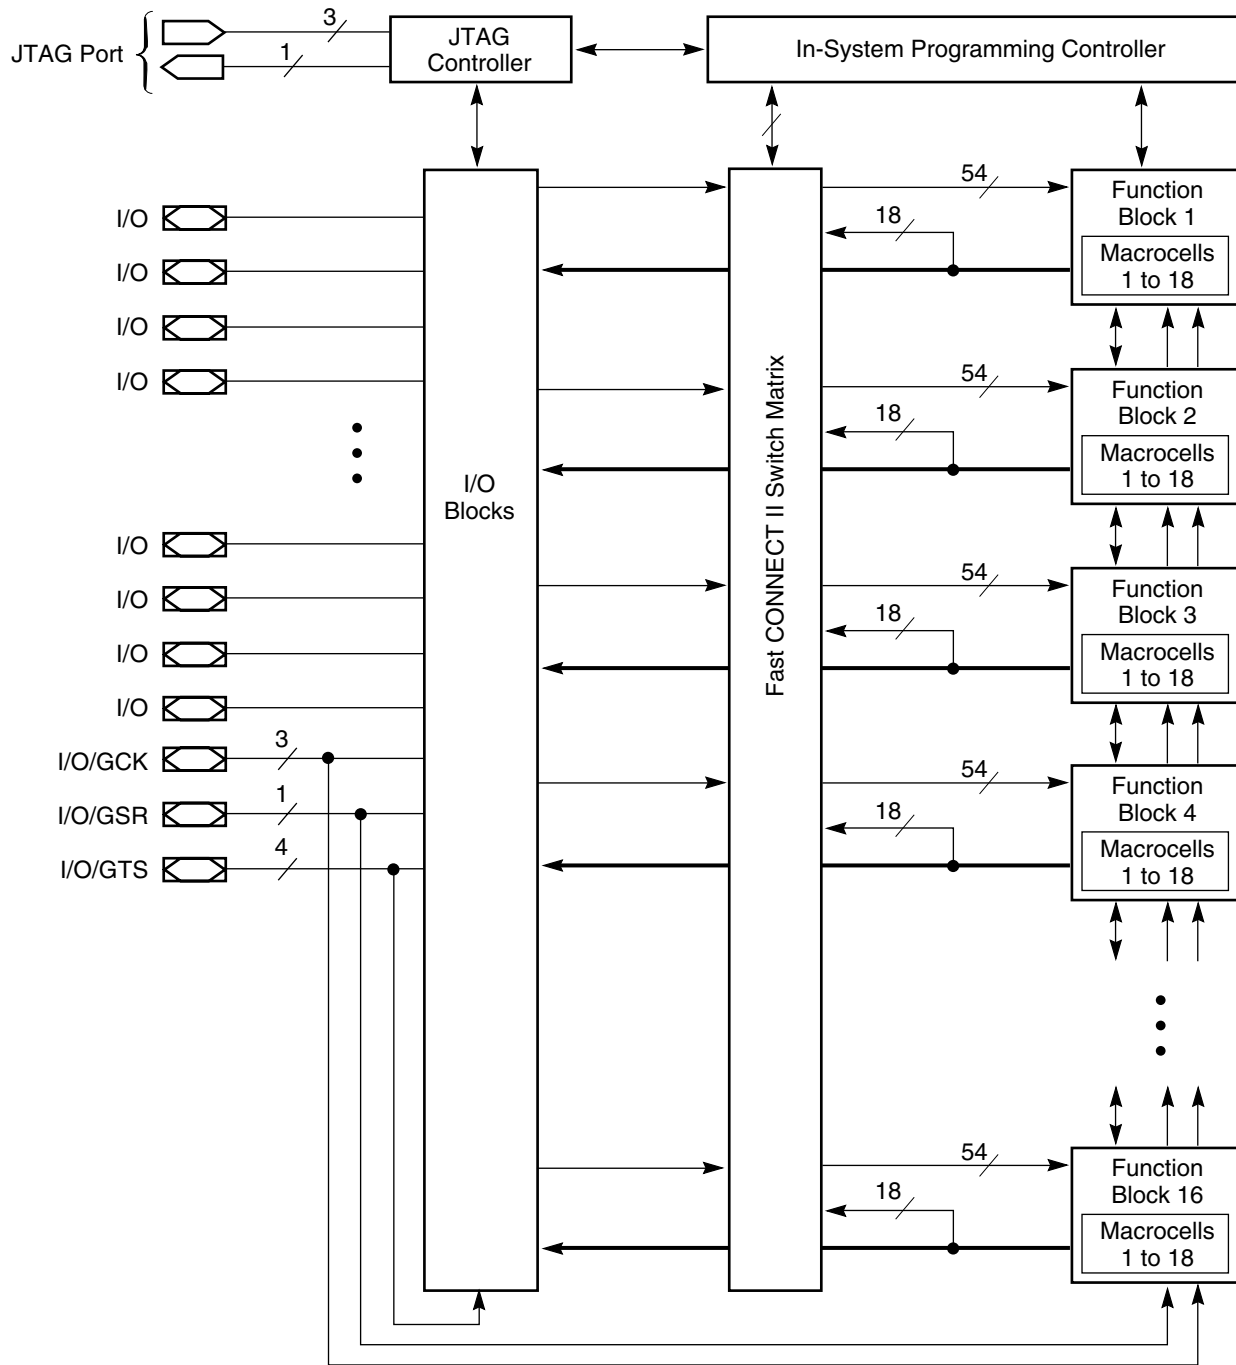 JTAG Port
3
1
JTAG
Controller
In-System Programming Controller
I/O
I/O
I/O
I/O
I/O
I/O
I/O
I/O
I/O/GCK
3
I/O/GSR
1
I/O/GTS
4
I/O
Blocks
Fast CONNECT II Switch Matrix
54
18
Function
Block 1
Macrocells
1 to 18
54
18
Function
Block 2
Macrocells
1 to 18
54
18
Function
Block 3
Macrocells
1 to 18
54
18
Function
Block 4
Macrocells
1 to 18
54
18
Function
Block 16
Macrocells
1 to 18